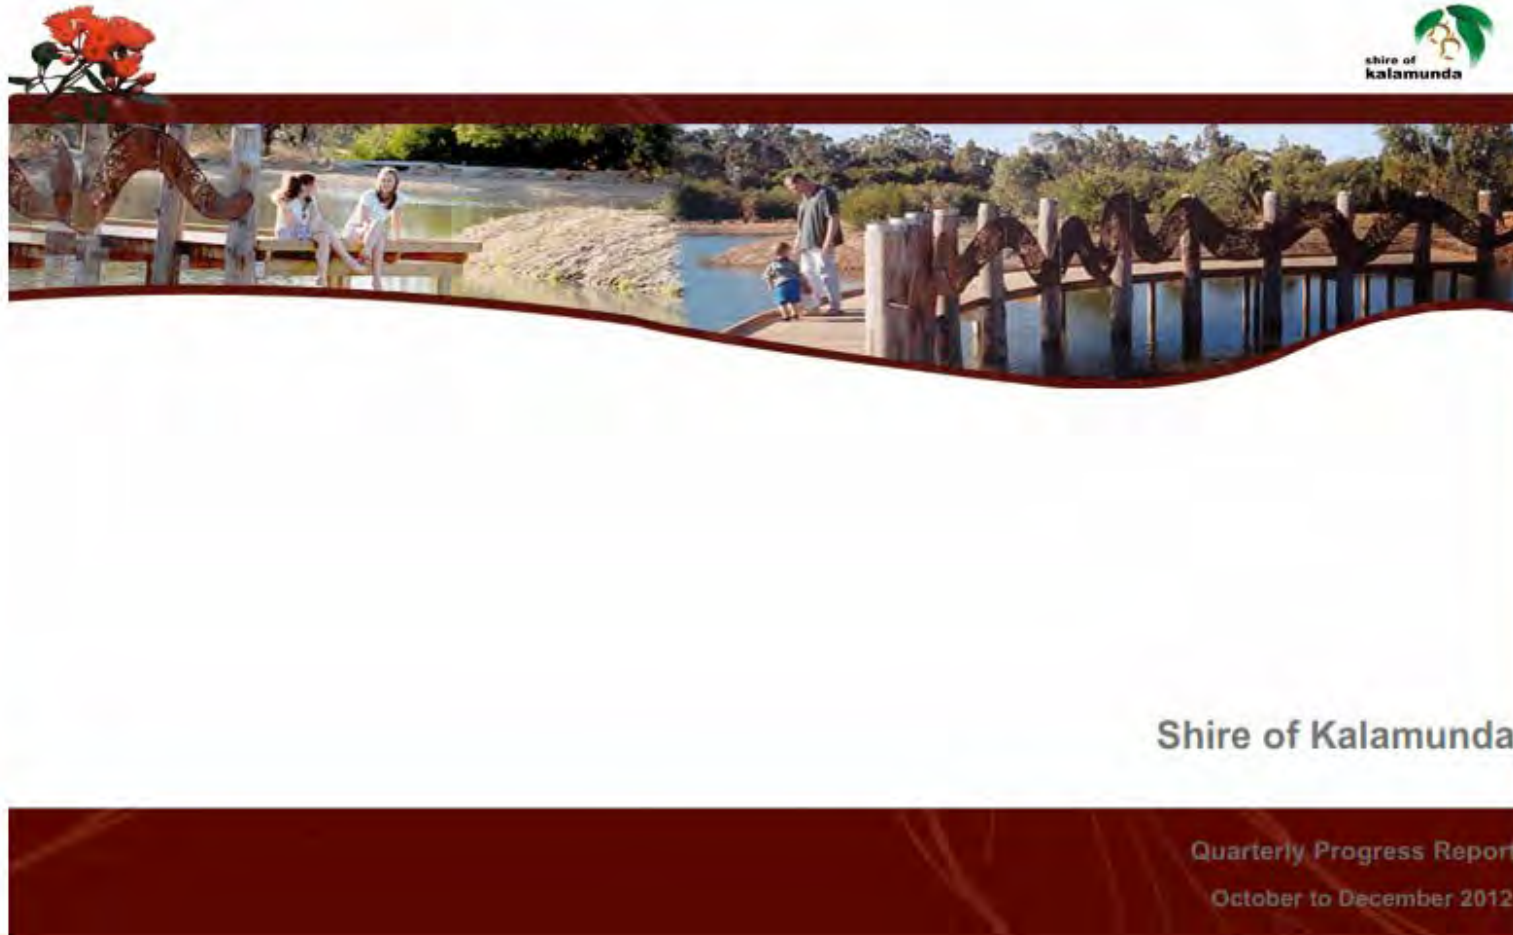 shire of
kalamunda
Shire of Kalamunda
Quarterly Progress Report
October to December 2012